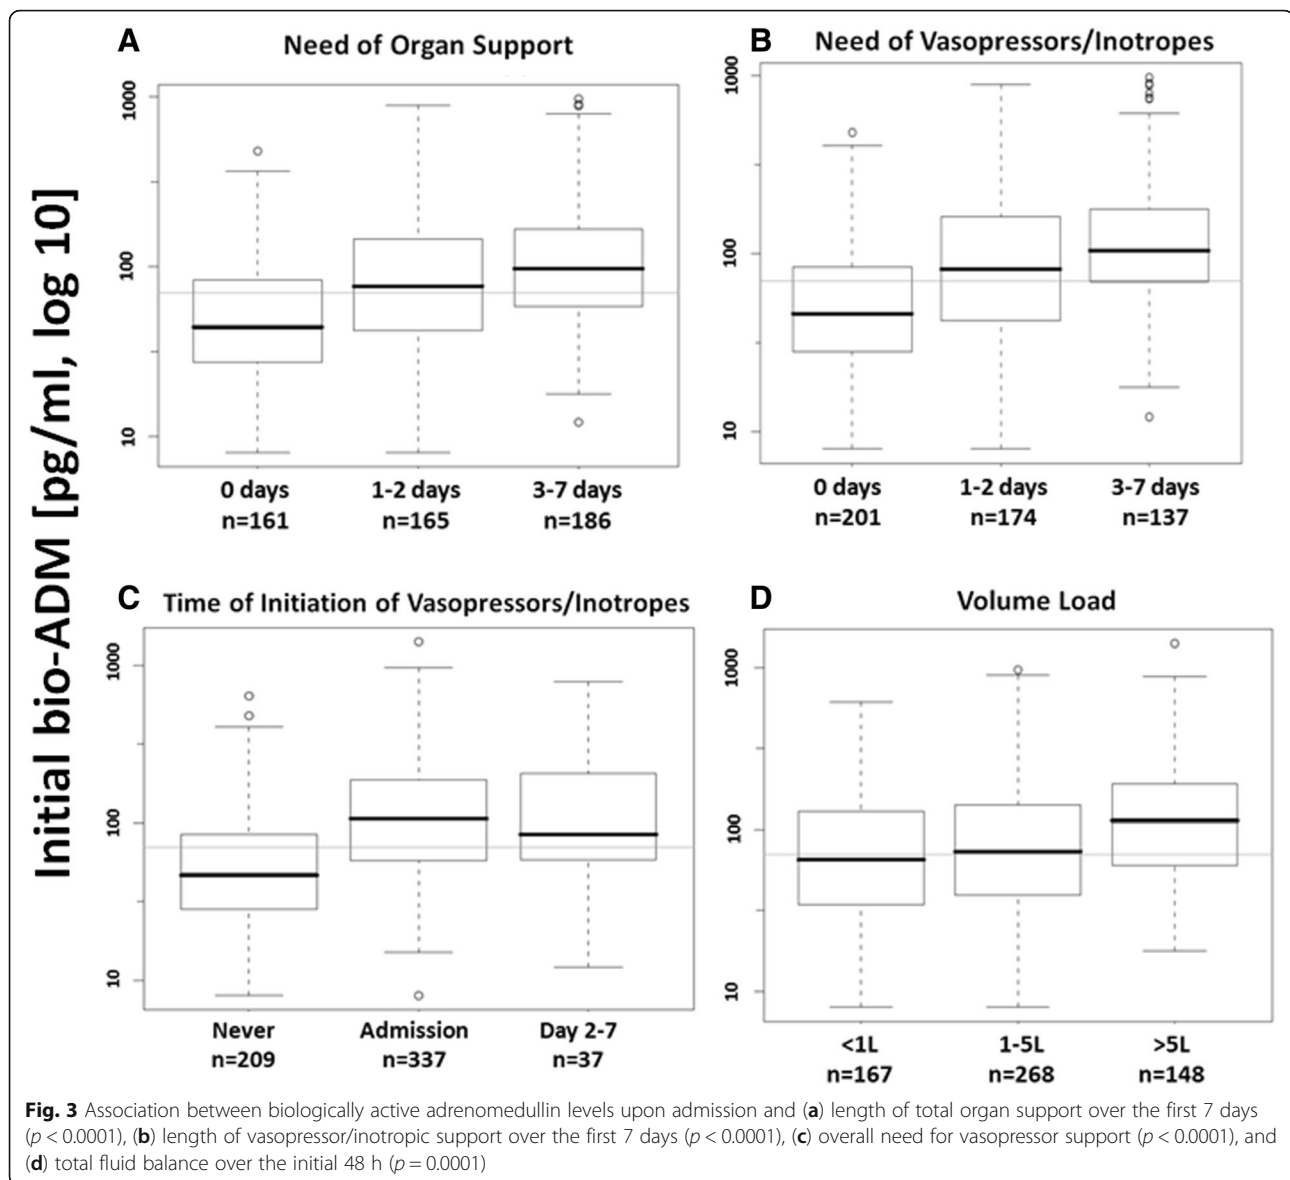 Initial bio-ADM [pg/ml, log 10]
A
Need of Organ Support
1000
100
10
0 days
1-2 days
3-7 days
n=161
n=165
n=186
B
Need of Vasopressors/Inotropes
1000
100
10
0 days
1-2 days
3-7 days
n=201
n=174
n=137
C
Time of Initiation of Vasopressors/Inotropes
1000
100
10
Never
Admission
Day 2-7
n=209
n=337
n=37
D
Volume Load
1000
100
10
<1L
1-5L
>5L
n=167
n=268
n=148
Fig. 3 Association between biologically active adrenomedullin levels upon admission and (a) length of total organ support over the first 7 days
(p < 0.0001), (b) length of vasopressor/inotropic support over the first 7 days (p < 0.0001), (c) overall need for vasopressor support (p < 0.0001), and
(d) total fluid balance over the initial 48 h (p = 0.0001)